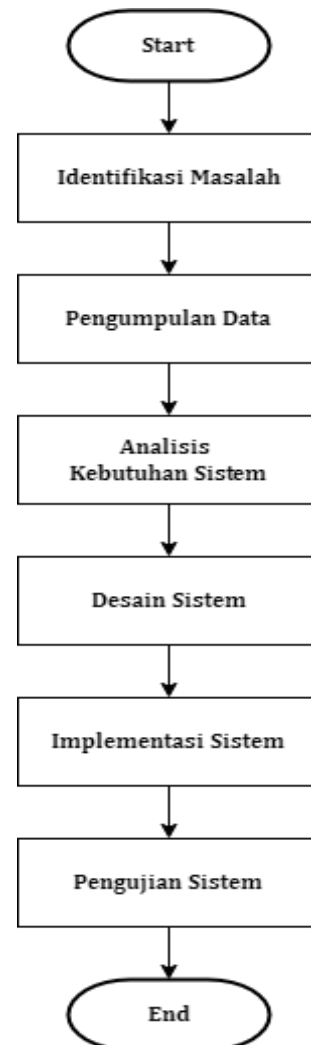 Start
Identifikasi Masalah
Pengumpulan Data
Analisis
Kebutuhan Sistem
Desain Sistem
Implementasi Sistem
Pengujian Sistem
End